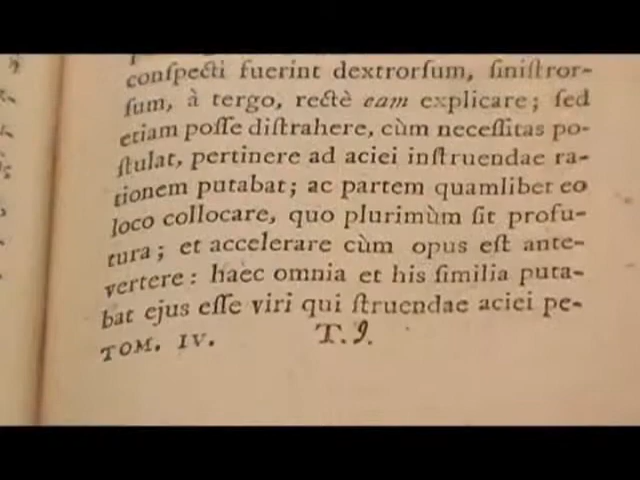 conſpecti fuerint dextrorſum, ſiniſtror-
ſum, à tergo, rectè eam explicare; ſed
etiam poſſe diſtrahere, cùm neceſſitas po-
ſtulat, pertinere ad aciei inſtruendae ra-
tionem putabat; ac partem quamlibet eo
loco collocare, quo plurimùm ſit profu-
tura; et accelerare cùm opus eſt ante-
vertere: haec omnia et his ſimilia puta-
bat ejus eſſe viri qui ſtruendae aciei pe-
TOM. IV. T. 9.